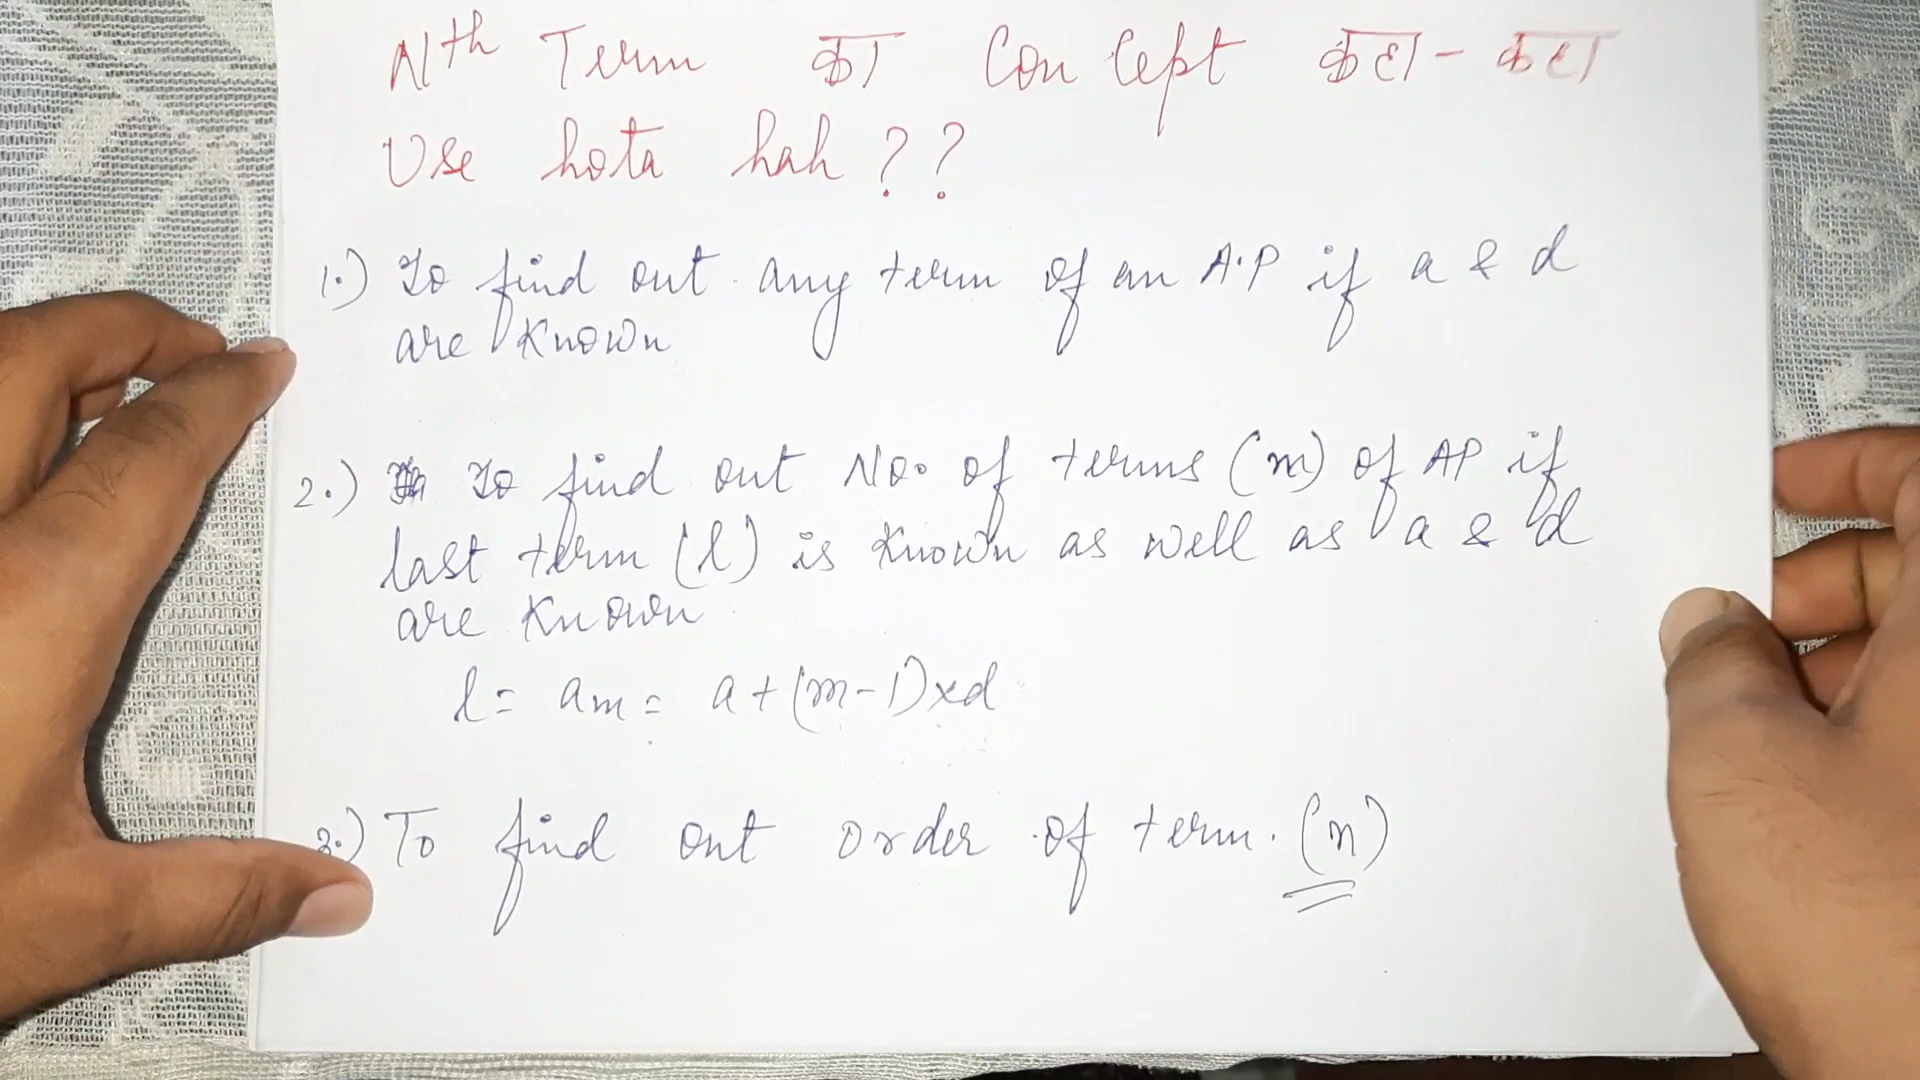 Nth Term का Concept कहा - कहा
Use hota hah ??
1.) To find out any term of an A.P if a & d
are known
2.) To find out No. of terms (m) of AP if
last term (l) is known as well as a & d
are known
l = am = a + (m-1)xd
3.) To find out order of term. (n)